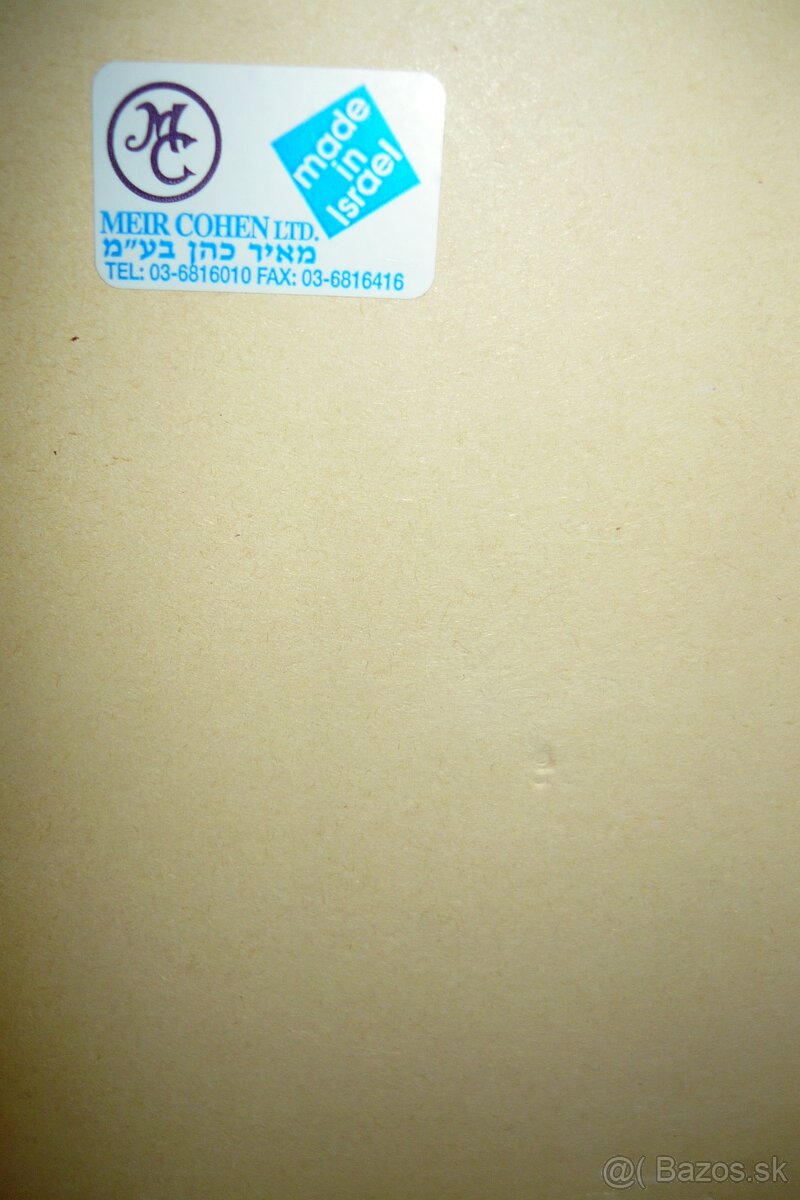 MC
made
in
Israel
MEIR COHEN LTD.
מאיר כהן בע״מ
TEL: 03-6816010 FAX: 03-6816416
@( Bazos.sk